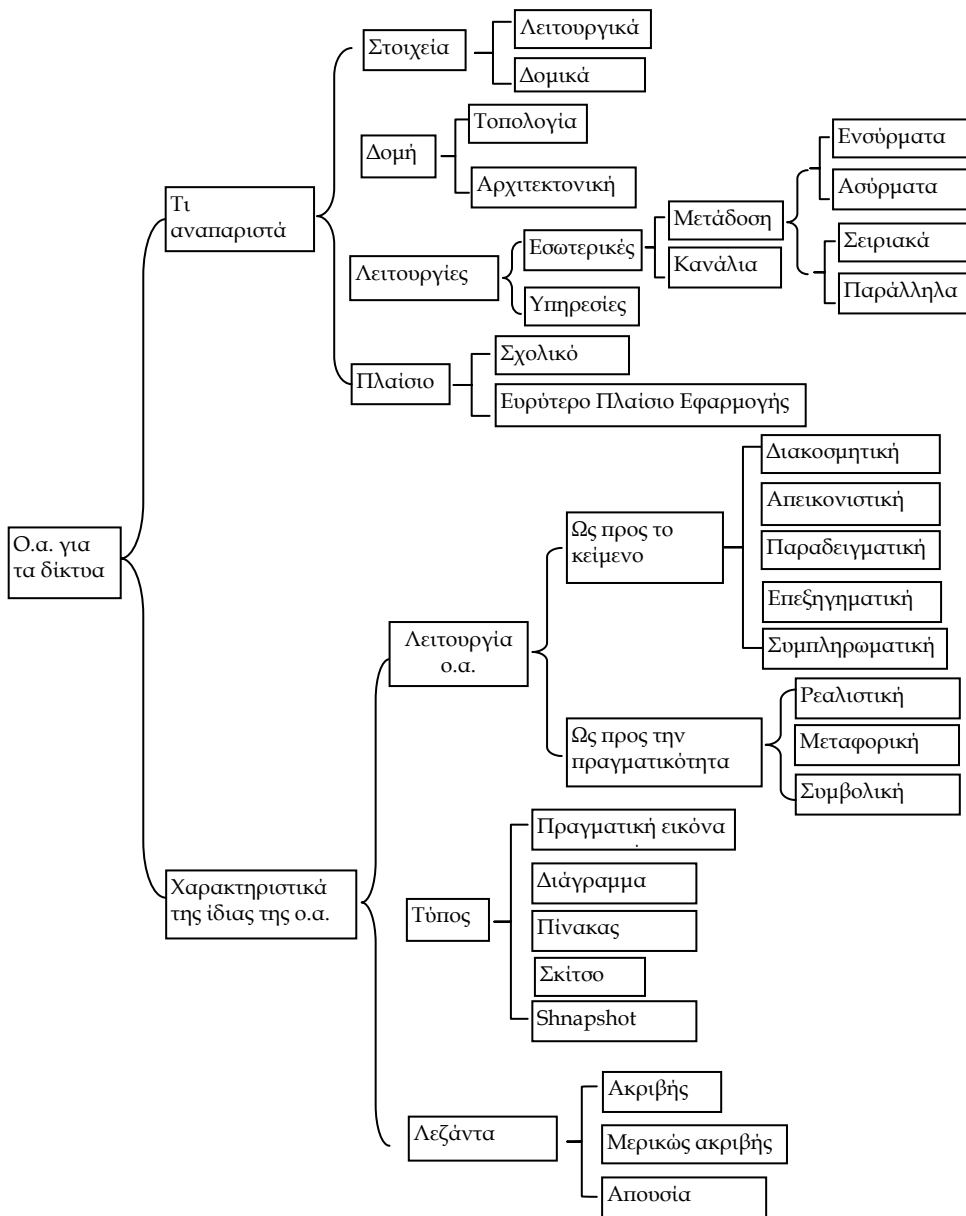 Ο.α. για
τα δίκτυα
Τι
αναπαριστά
Στοιχεία
Λειτουργικά
Δομικά
Δομή
Τοπολογία
Αρχιτεκτονική
Λειτουργίες
Εσωτερικές
Μετάδοση
Ενσύρματα
Ασύρματα
Σειριακά
Παράλληλα
Κανάλια
Υπηρεσίες
Πλαίσιο
Σχολικό
Ευρύτερο Πλαίσιο Εφαρμογής
Χαρακτηριστικά
της ίδιας της ο.α.
Λειτουργία
ο.α.
Ως προς το
κείμενο
Διακοσμητική
Απεικονιστική
Παραδειγματική
Επεξηγηματική
Συμπληρωματική
Ως προς την
πραγματικότητα
Ρεαλιστική
Μεταφορική
Συμβολική
Τύπος
Πραγματική εικόνα
.
Διάγραμμα
Πίνακας
Σκίτσο
Shnapshot
Λεζάντα
Ακριβής
Μερικώς ακριβής
Απουσία